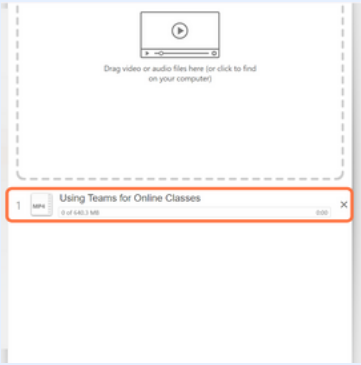 Drag video or audio files here (or click to find
on your computer)
1 MP4 Using Teams for Online Classes ×
0 of 640.3 MB 0:00